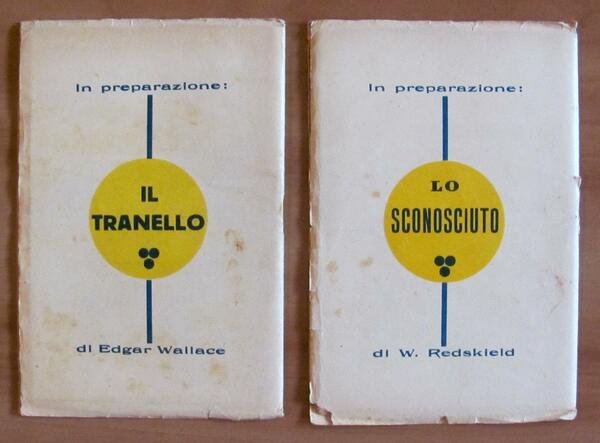 In preparazione:
IL
TRANELLO
di Edgar Wallace
In preparazione:
LO
SCONOSCIUTO
di W. Redskield